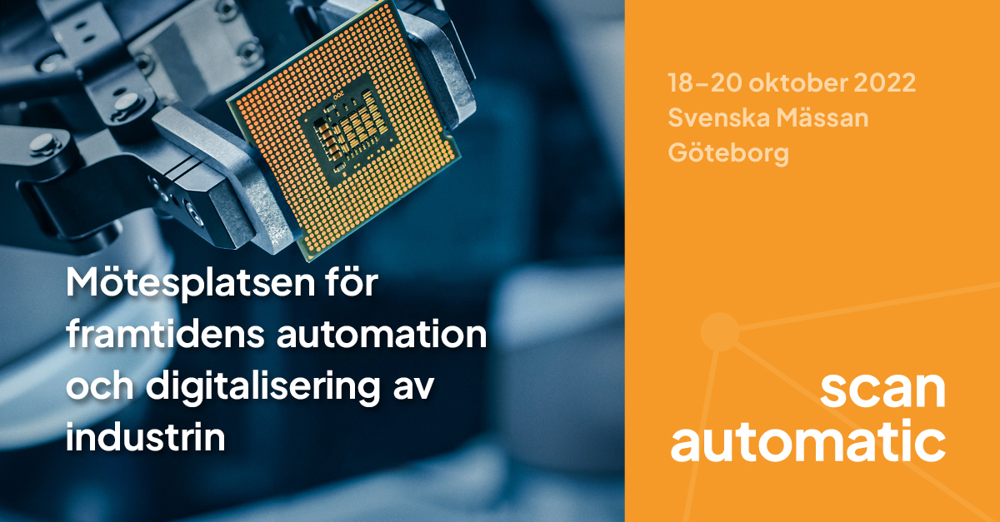 Mötesplatsen för
framtidens automation
och digitalisering av
industrin
18–20 oktober 2022
Svenska Mässan
Göteborg
scan
automatic